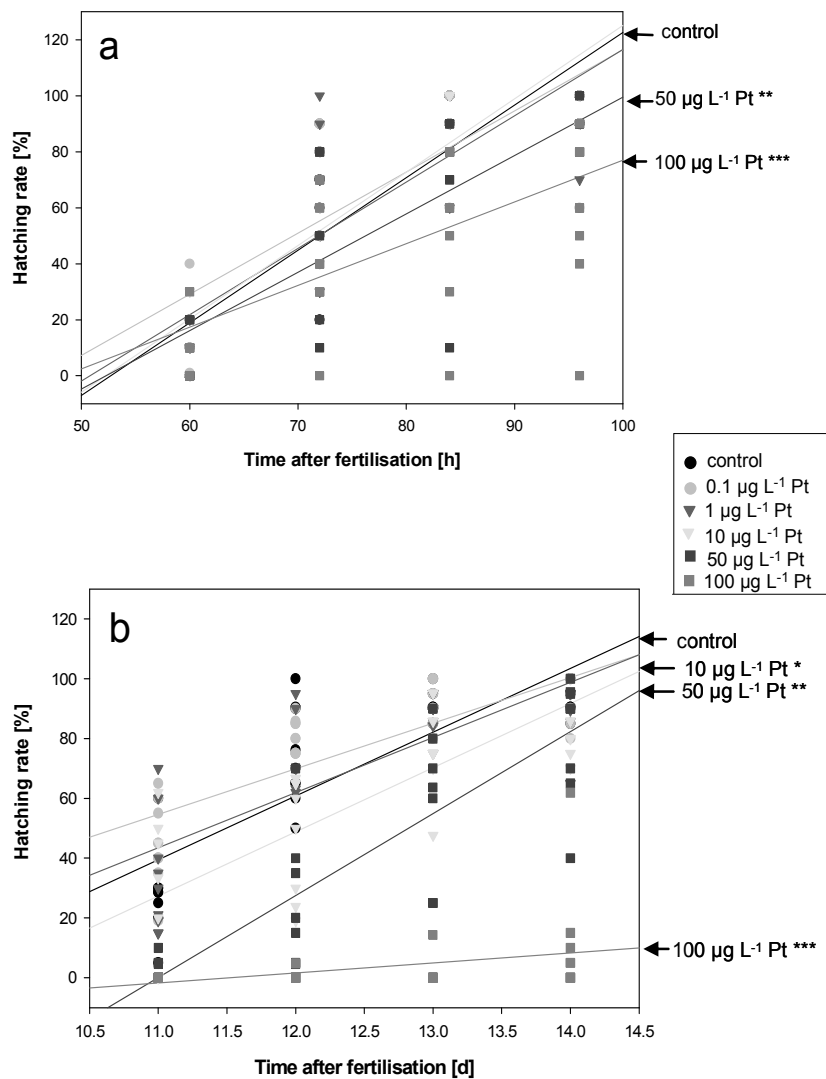 a
120
100
80
60
40
20
0
Hatching rate [%]
50 60 70 80 90 100
Time after fertilisation [h]
control
50 µg L-1 Pt **
100 µg L-1 Pt ***
control
0.1 µg L-1 Pt
1 µg L-1 Pt
10 µg L-1 Pt
50 µg L-1 Pt
100 µg L-1 Pt
b
120
100
80
60
40
20
0
Hatching rate [%]
10.5 11.0 11.5 12.0 12.5 13.0 13.5 14.0 14.5
Time after fertilisation [d]
control
10 µg L-1 Pt *
50 µg L-1 Pt **
100 µg L-1 Pt ***